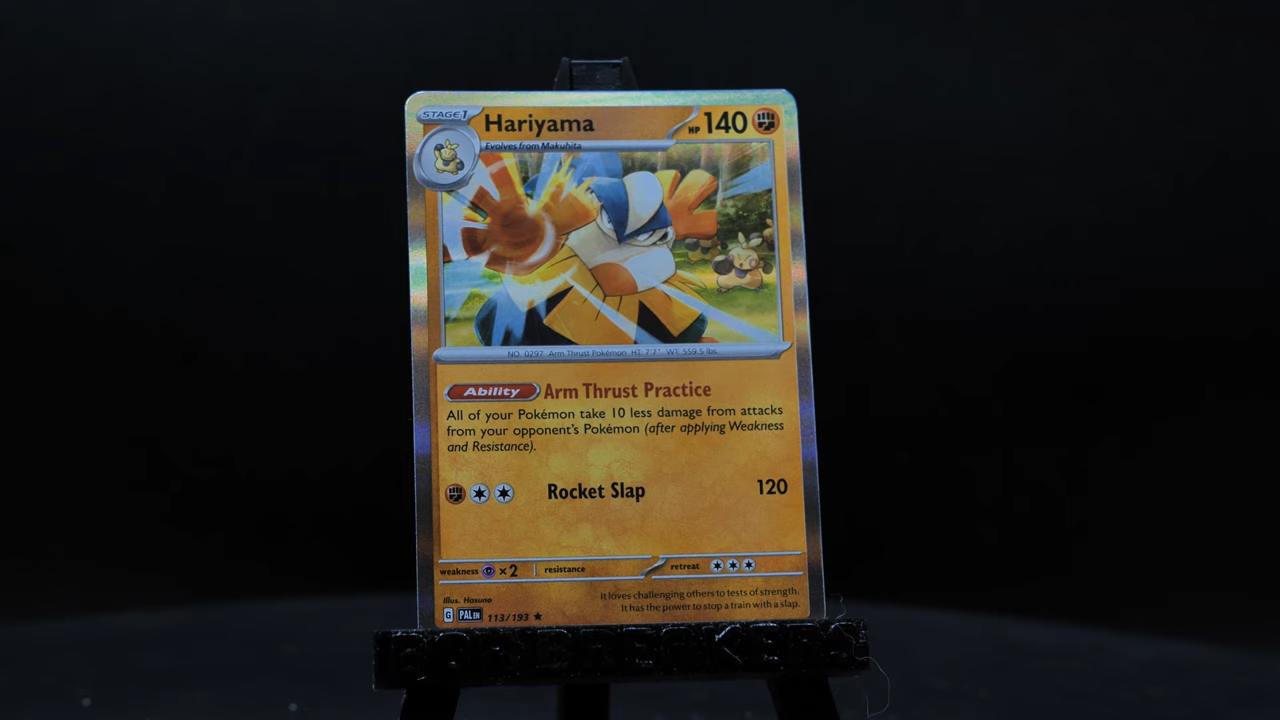 STAGE1
Hariyama
HP 140
Evolves from Makuhita
NO. 0297 Arm Thrust Pokémon HT: 7'7" WT: 559.5 lbs.
Ability Arm Thrust Practice
All of your Pokémon take 10 less damage from attacks
from your opponent's Pokémon (after applying Weakness
and Resistance).
Rocket Slap 120
weakness ×2 resistance retreat
Illus. Hasuno
It loves challenging others to tests of strength.
It has the power to stop a train with a slap.
G PAL EN 113/193